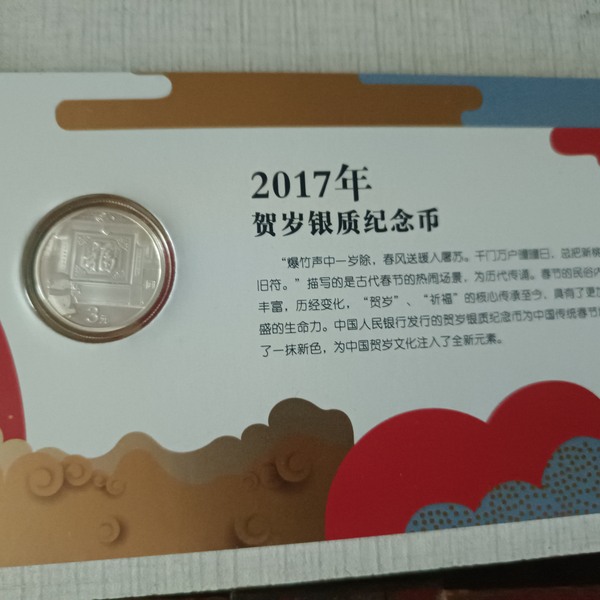 2017年
贺岁银质纪念币
“爆竹声中一岁除，春风送暖入屠苏。千门万户曈曈日，总把新桃
旧符。”描写的是古代春节的热闹场景，为历代传诵。春节的民俗内
丰富，历经变化，“贺岁”、“祈福”的核心传承至今，具有了更加
盛的生命力。中国人民银行发行的贺岁银质纪念币为中国传统春节
了一抹新色，为中国贺岁文化注入了全新元素。
福
3元